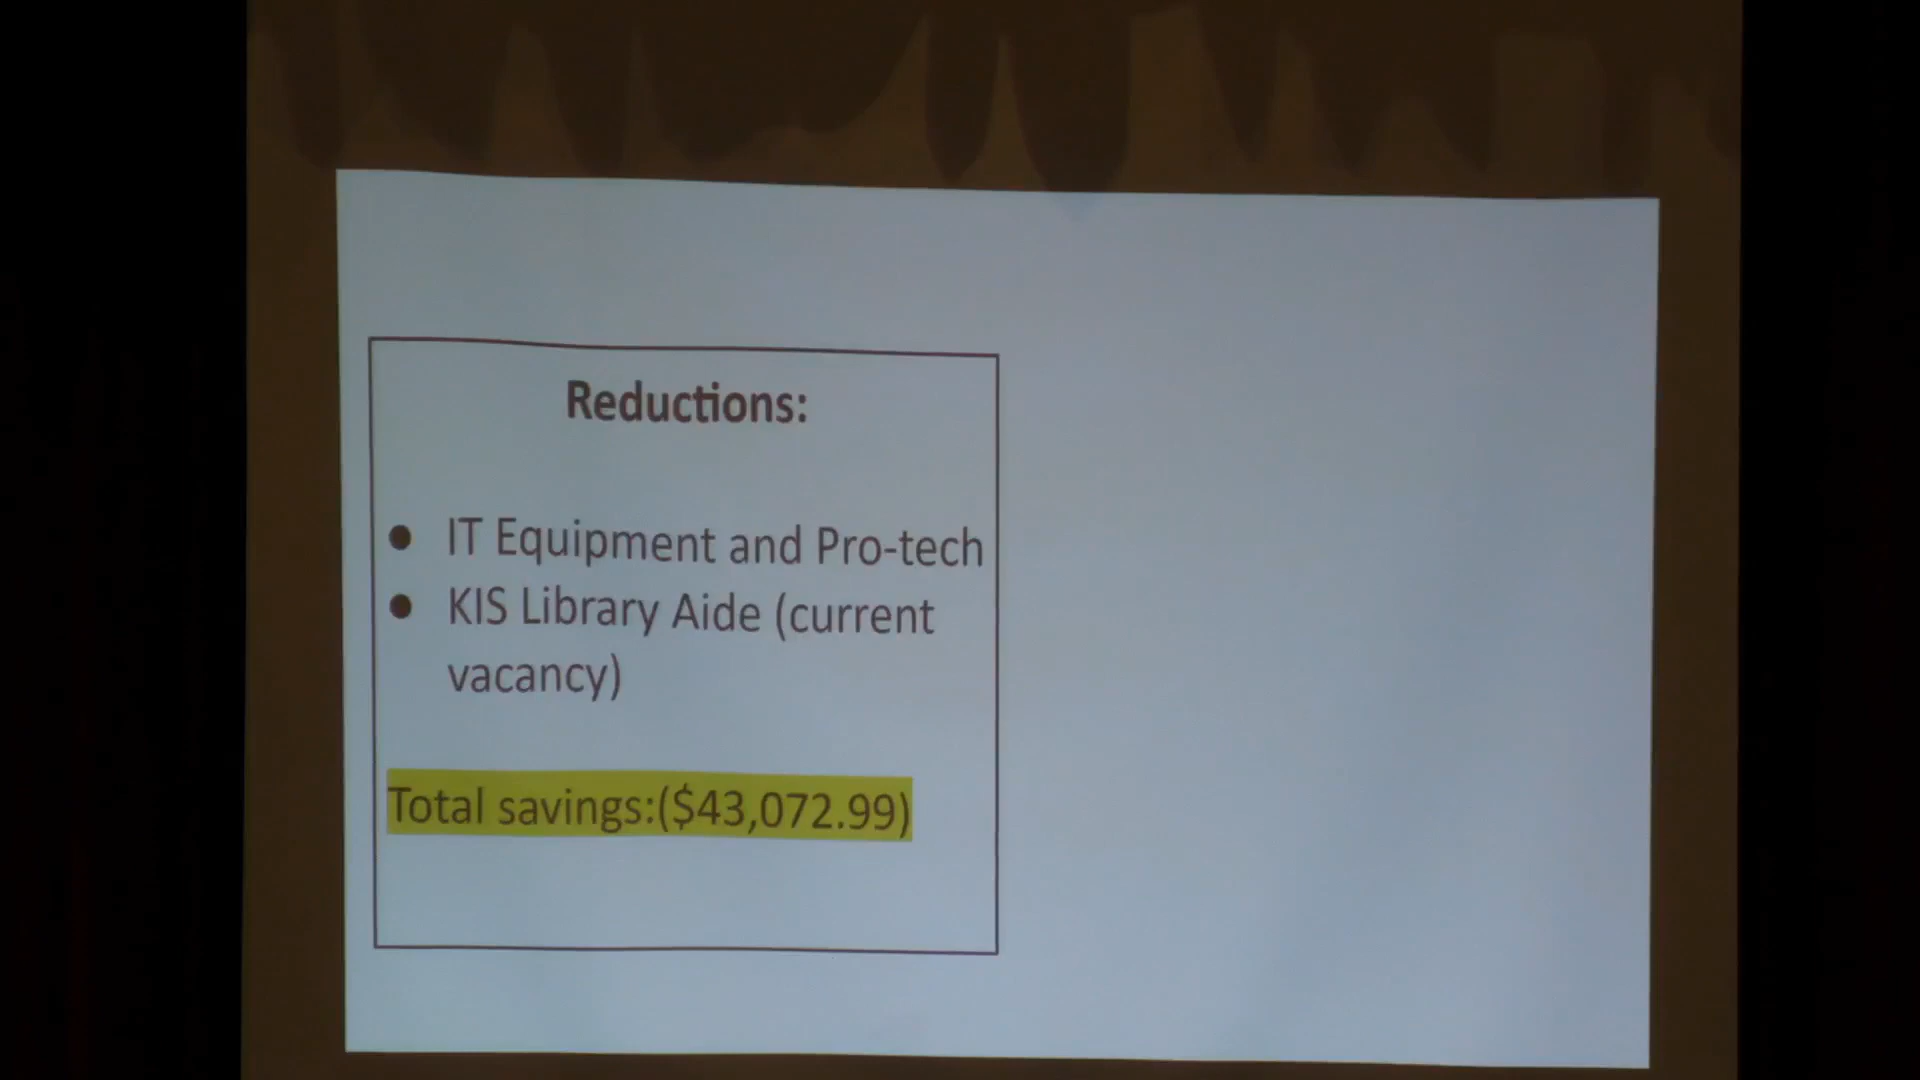 Reductions:
● IT Equipment and Pro-tech
● KIS Library Aide (current
vacancy)
Total savings:($43,072.99)